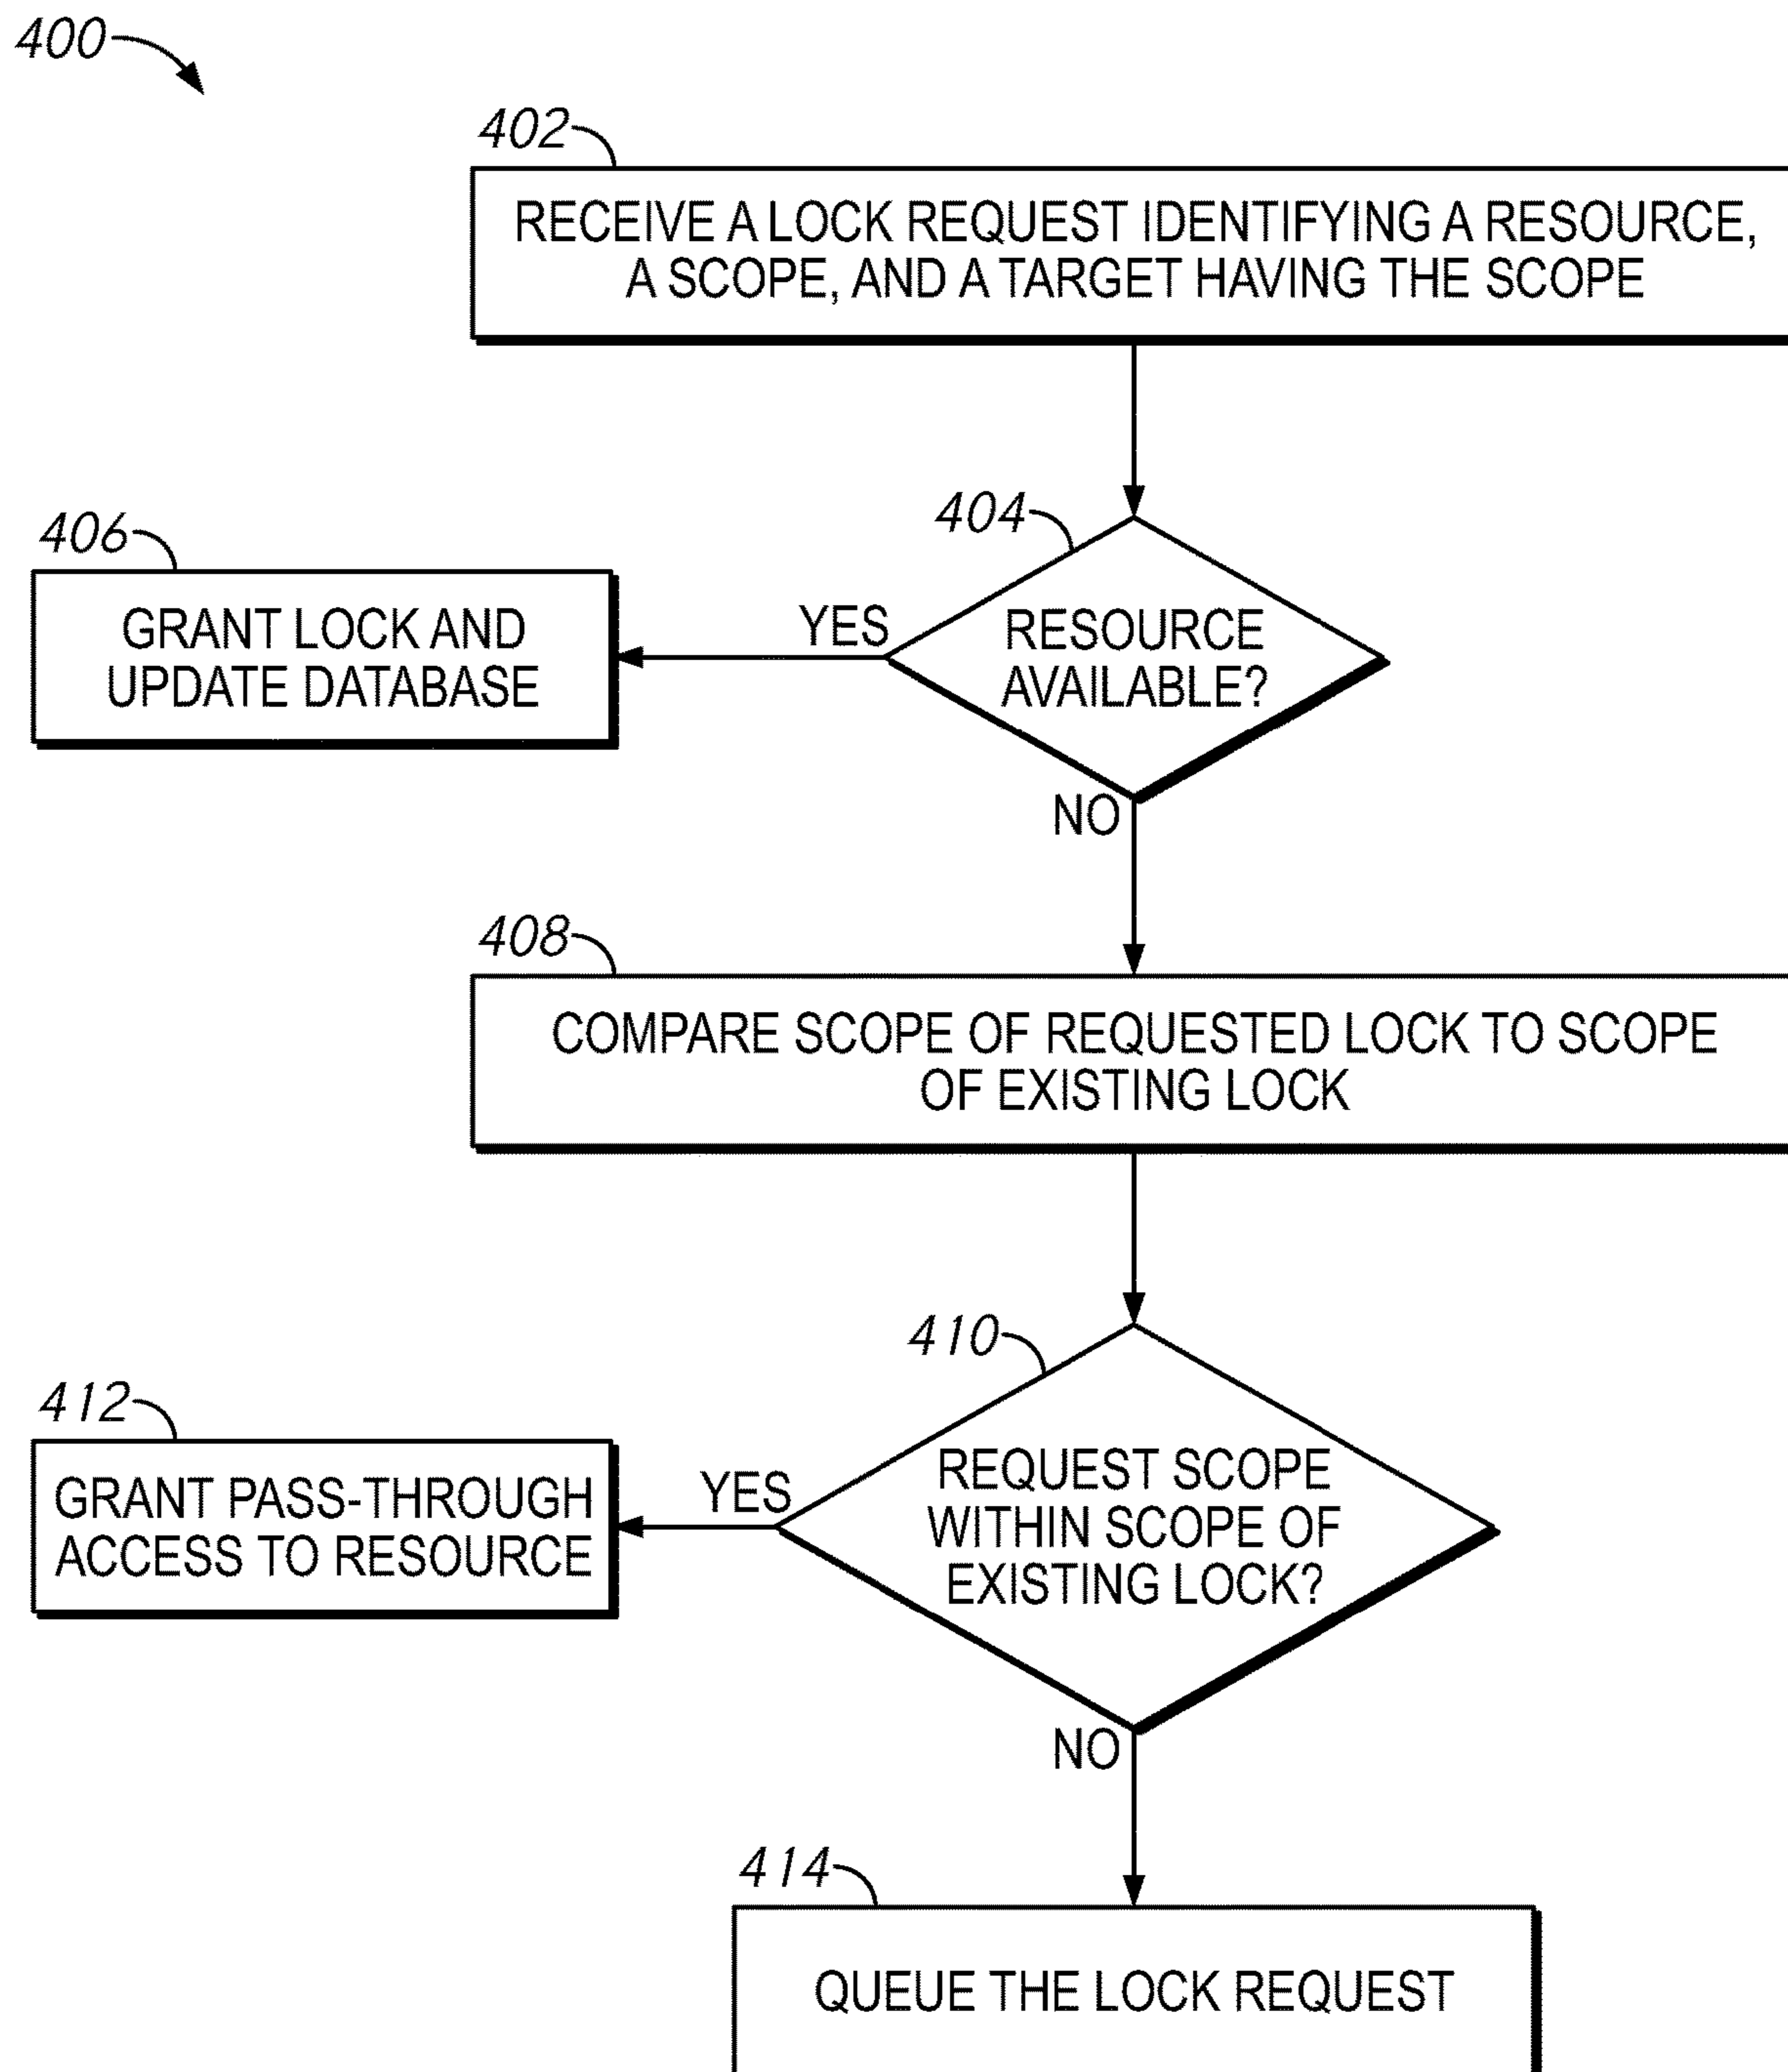 400
402
RECEIVE A LOCK REQUEST IDENTIFYING A RESOURCE,
A SCOPE, AND A TARGET HAVING THE SCOPE
404
406
YES
RESOURCE
AVAILABLE?
GRANT LOCK AND
UPDATE DATABASE
NO
408
COMPARE SCOPE OF REQUESTED LOCK TO SCOPE
OF EXISTING LOCK
410
412
YES
REQUEST SCOPE
WITHIN SCOPE OF
EXISTING LOCK?
GRANT PASS-THROUGH
ACCESS TO RESOURCE
NO
414
QUEUE THE LOCK REQUEST